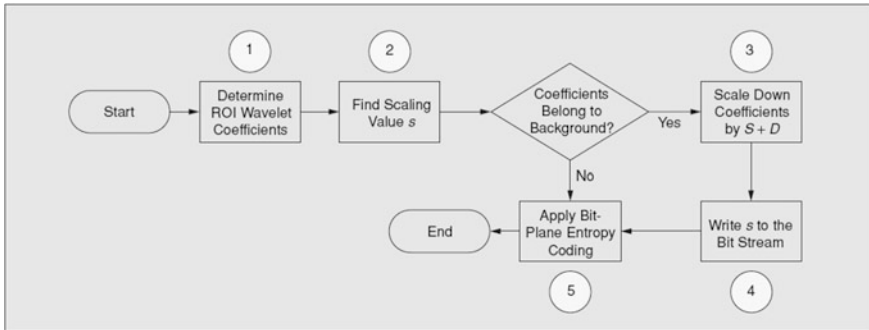 1
2
3
Start
Determine
ROI Wavelet
Coefficients
Find Scaling
Value s
Coefficients
Belong to
Background?
Yes
Scale Down
Coefficients
by S + D
No
End
Apply Bit-
Plane Entropy
Coding
Write s to the
Bit Stream
5
4